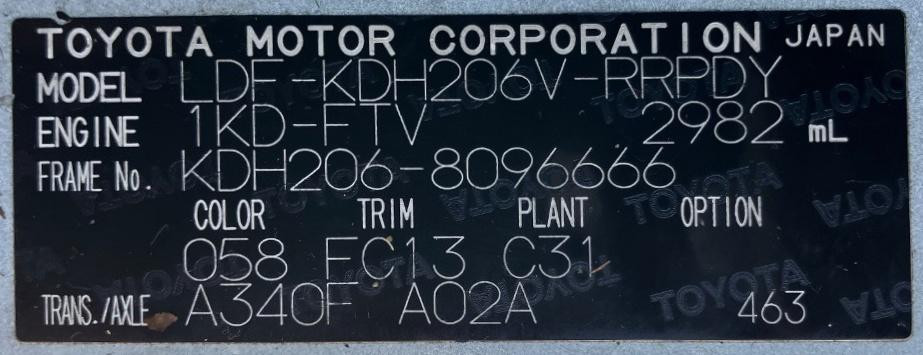 TOYOTA MOTOR CORPORATION JAPAN
MODEL LDF-KDH206V-RRPDY
ENGINE 1KD-FTV 2982 mL
FRAME No. KDH206-8096666
COLOR TRIM PLANT OPTION
058 FC13 C31
TRANS./AXLE A340F A02A 463